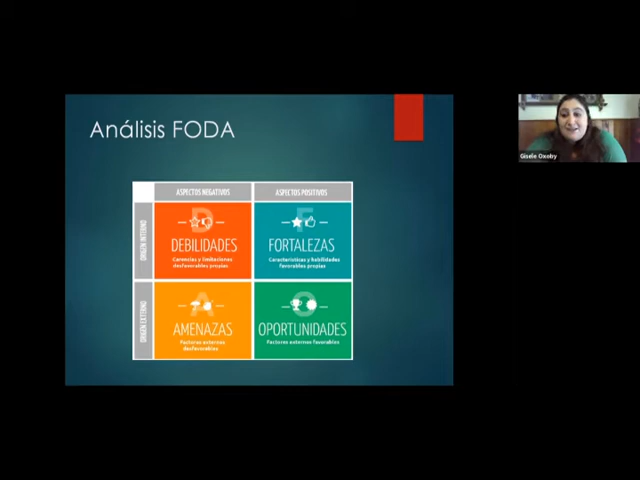 Análisis FODA
ASPECTOS NEGATIVOS
ASPECTOS POSITIVOS
ORIGEN INTERNO
D
DEBILIDADES
Carencias y limitaciones
desfavorables propias
F
FORTALEZAS
Características y habilidades
favorables propias
ORIGEN EXTERNO
A
AMENAZAS
Factores externos
desfavorables
O
OPORTUNIDADES
Factores externos favorables
Gisele Oxoby